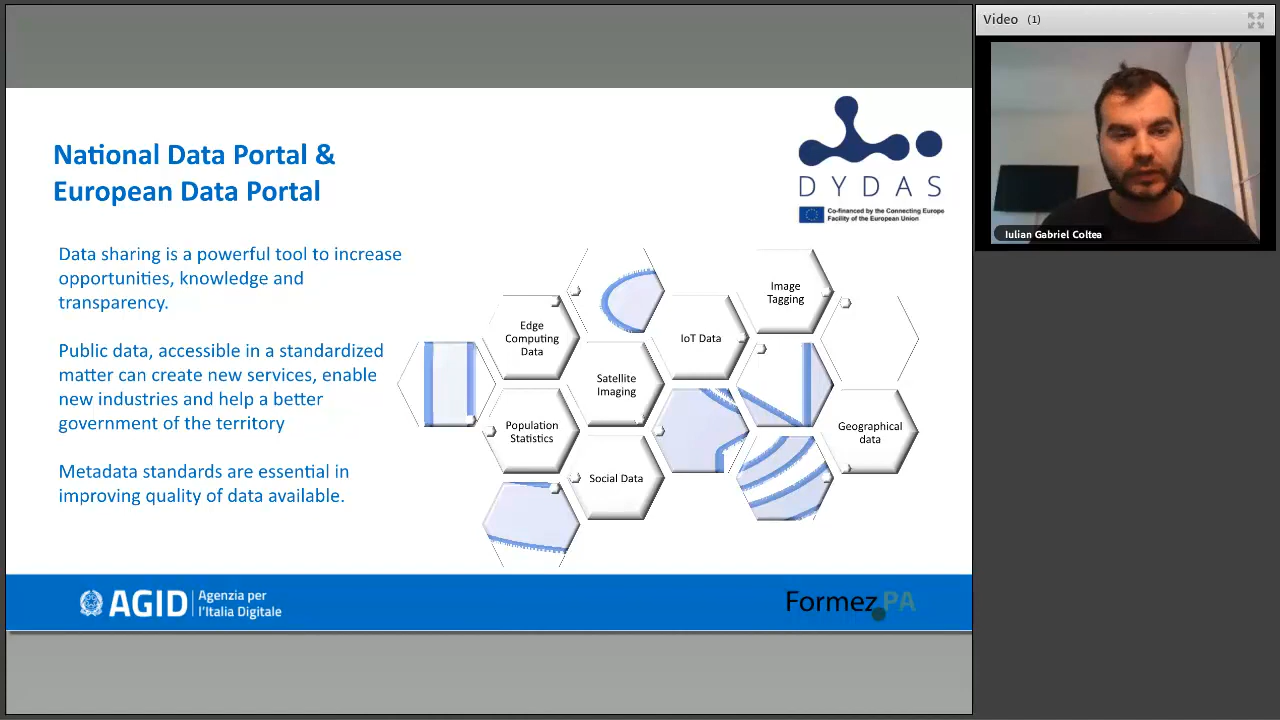 Video (1)
Iulian Gabriel Coltea
National Data Portal &
European Data Portal
DYDAS
Co-financed by the Connecting Europe
Facility of the European Union
Data sharing is a powerful tool to increase
opportunities, knowledge and
transparency.
Public data, accessible in a standardized
matter can create new services, enable
new industries and help a better
government of the territory
Metadata standards are essential in
improving quality of data available.
Edge
Computing
Data
Population
Statistics
Satellite
Imaging
Social Data
IoT Data
Image
Tagging
Geographical
data
AGID
Agenzia per
l'Italia Digitale
Formez PA